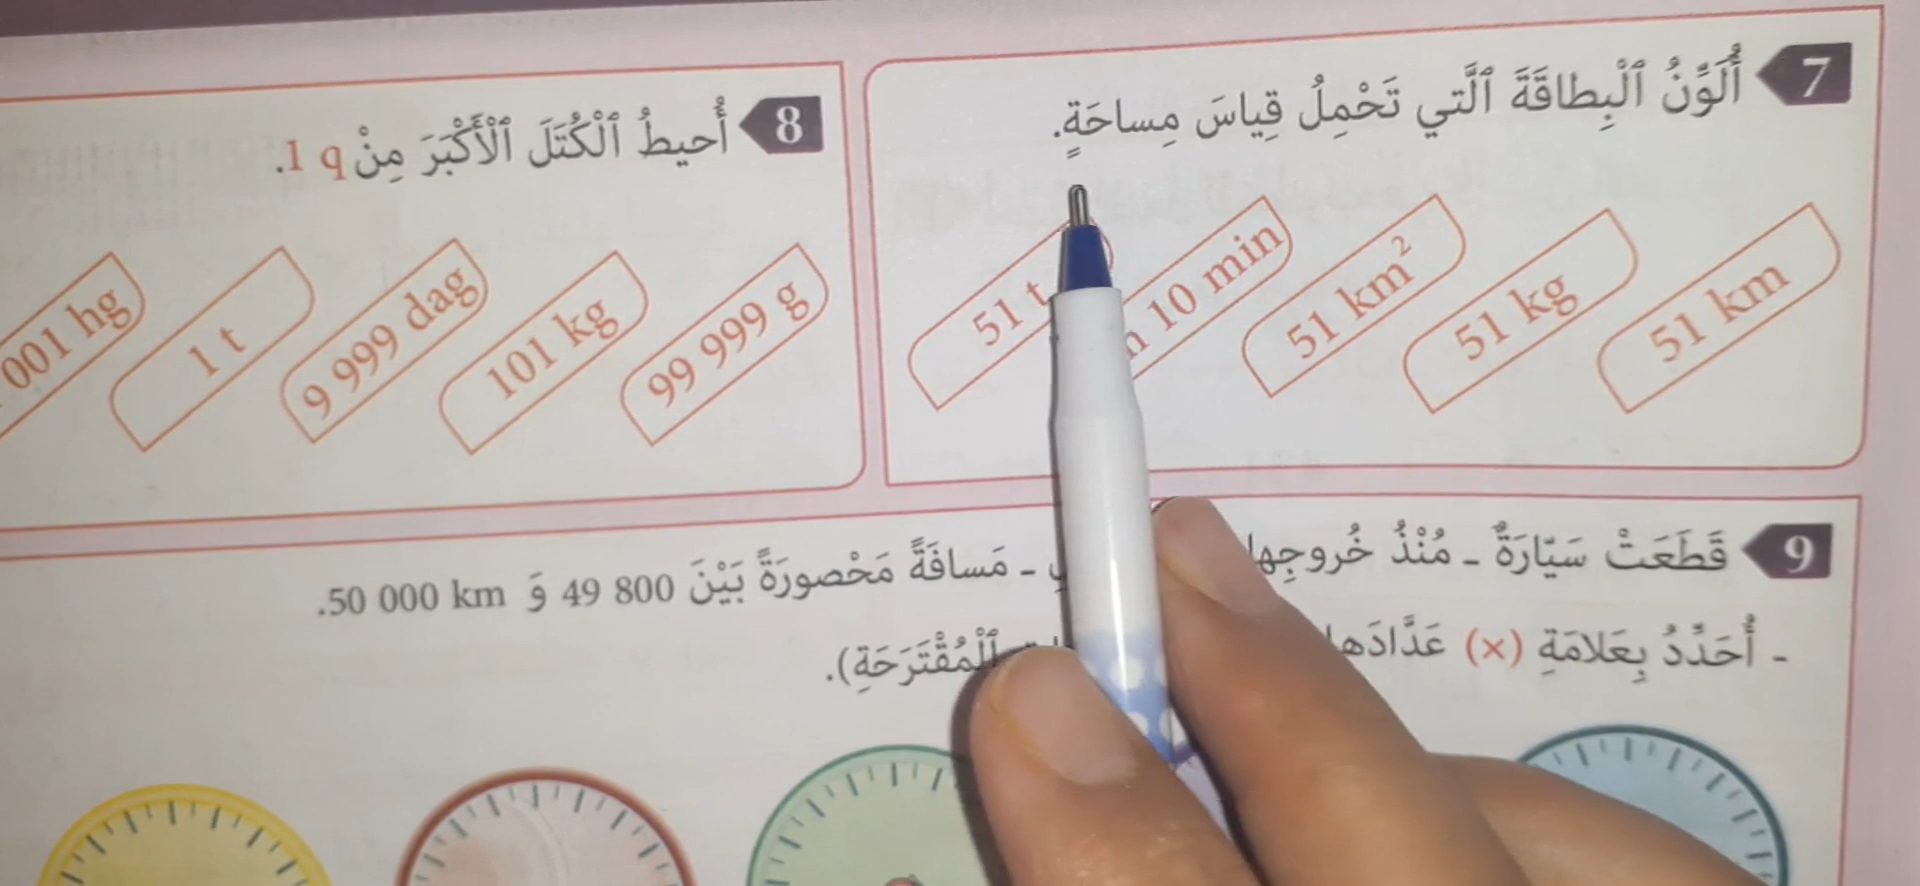 7 أُلَوِّنُ ٱلْبِطاقَةَ ٱلَّتي تَحْمِلُ قِياسَ مِساحَةٍ.
51 km
51 kg
51 km²
10 min
51 t
8 أُحيطُ ٱلْكُتَلَ ٱلْأَكْبَرَ مِنْ 1 q.
99 999 g
101 kg
9 999 dag
1 t
001 hg
9 قَطَعَتْ سَيّارَةٌ ـ مُنْذُ خُروجِها ـ مَسافَةً مَحْصورَةً بَيْنَ 49 800 وَ 50 000 km.
ـ أُحَدِّدُ بِعَلامَةِ (×) عَدَّادَها ٱلْمُقْتَرَحَةِ).